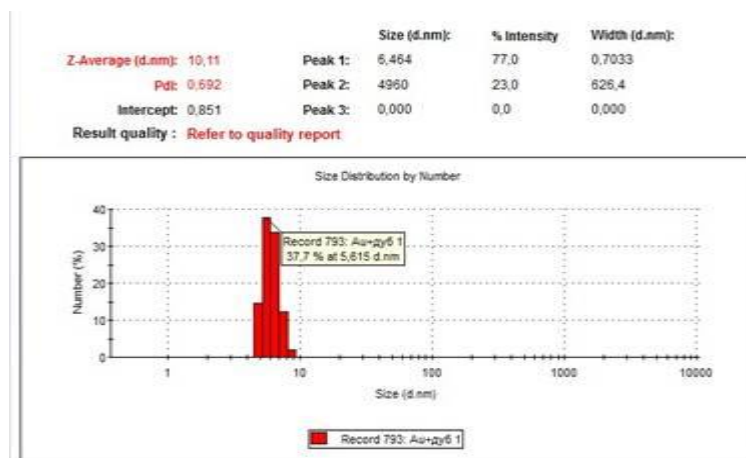 Size (d.nm): % Intensity Width (d.nm):
Z-Average (d.nm): 10,11 Peak 1: 6,464 77,0 0,7033
Pdl: 0,692 Peak 2: 4960 23,0 626,4
Intercept: 0,851 Peak 3: 0,000 0,0 0,000
Result quality : Refer to quality report
Size Distribution by Number
40
30
20
10
0
Number (%)
Record 793: Au+дуб 1
37,7 % at 5,615 d.nm
1 10 100 1000 10000
Size (d.nm)
Record 793: Au+дуб 1